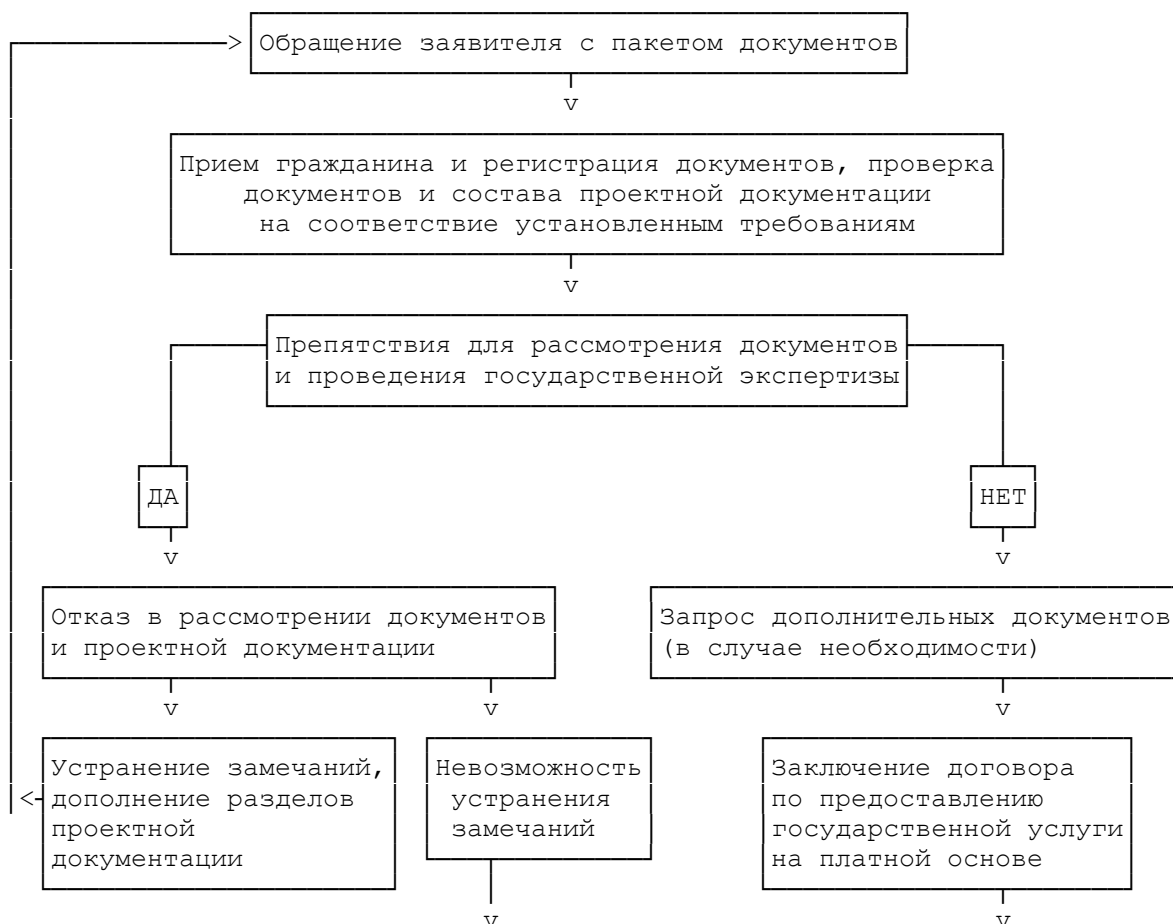 Обращение заявителя с пакетом документов
Прием гражданина и регистрация документов, проверка
документов и состава проектной документации
на соответствие установленным требованиям
Препятствия для рассмотрения документов
и проведения государственной экспертизы
ДА
НЕТ
Отказ в рассмотрении документов
и проектной документации
Запрос дополнительных документов
(в случае необходимости)
Устранение замечаний,
дополнение разделов
проектной
документации
Невозможность
устранения
замечаний
Заключение договора
по предоставлению
государственной услуги
на платной основе